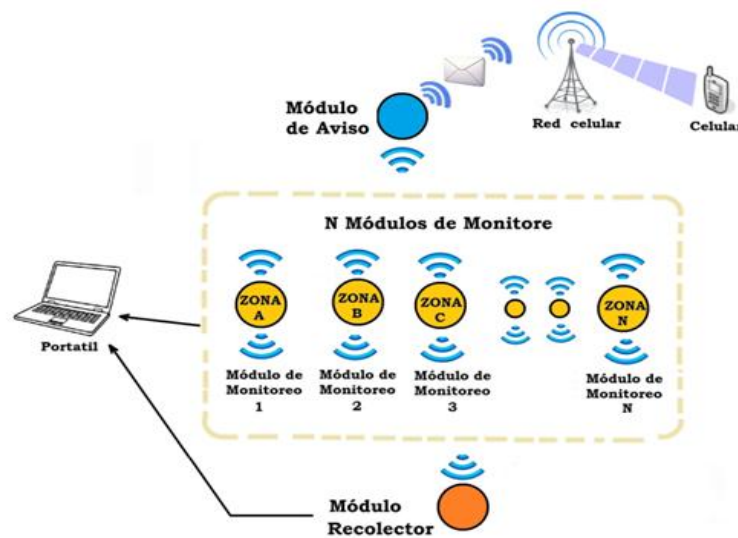 Módulo
de Aviso
Red celular
Celular
N Módulos de Monitore
ZONA
A
ZONA
B
ZONA
C
ZONA
N
Portatíl
Módulo de
Monitoreo
1
Módulo de
Monitoreo
2
Módulo de
Monitoreo
3
Módulo de
Monitoreo
N
Módulo
Recolector